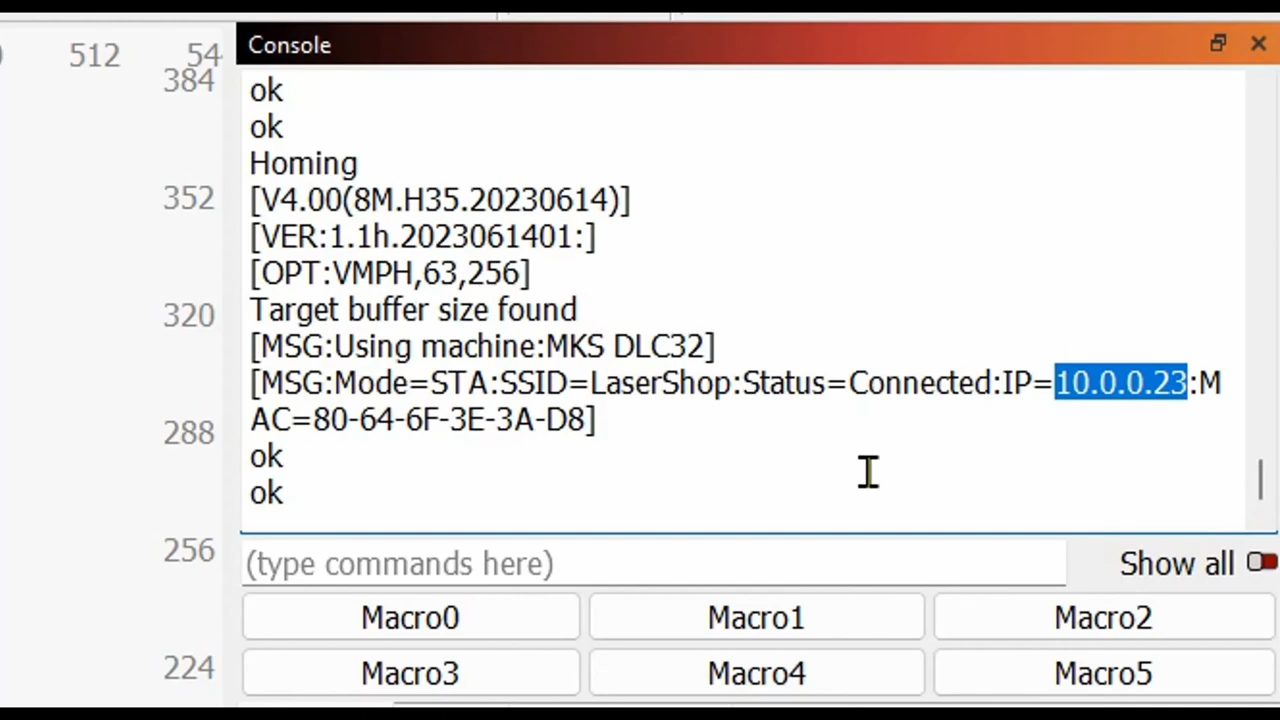 512
54
Console
384
ok
ok
Homing
352
[V4.00(8M.H35.20230614)]
[VER:1.1h.2023061401:]
[OPT:VMPH,63,256]
320
Target buffer size found
[MSG:Using machine:MKS DLC32]
[MSG:Mode=STA:SSID=LaserShop:Status=Connected:IP=10.0.0.23:M
AC=80-64-6F-3E-3A-D8]
288
ok
ok
256
(type commands here)
Show all
Macro0
Macro1
Macro2
224
Macro3
Macro4
Macro5